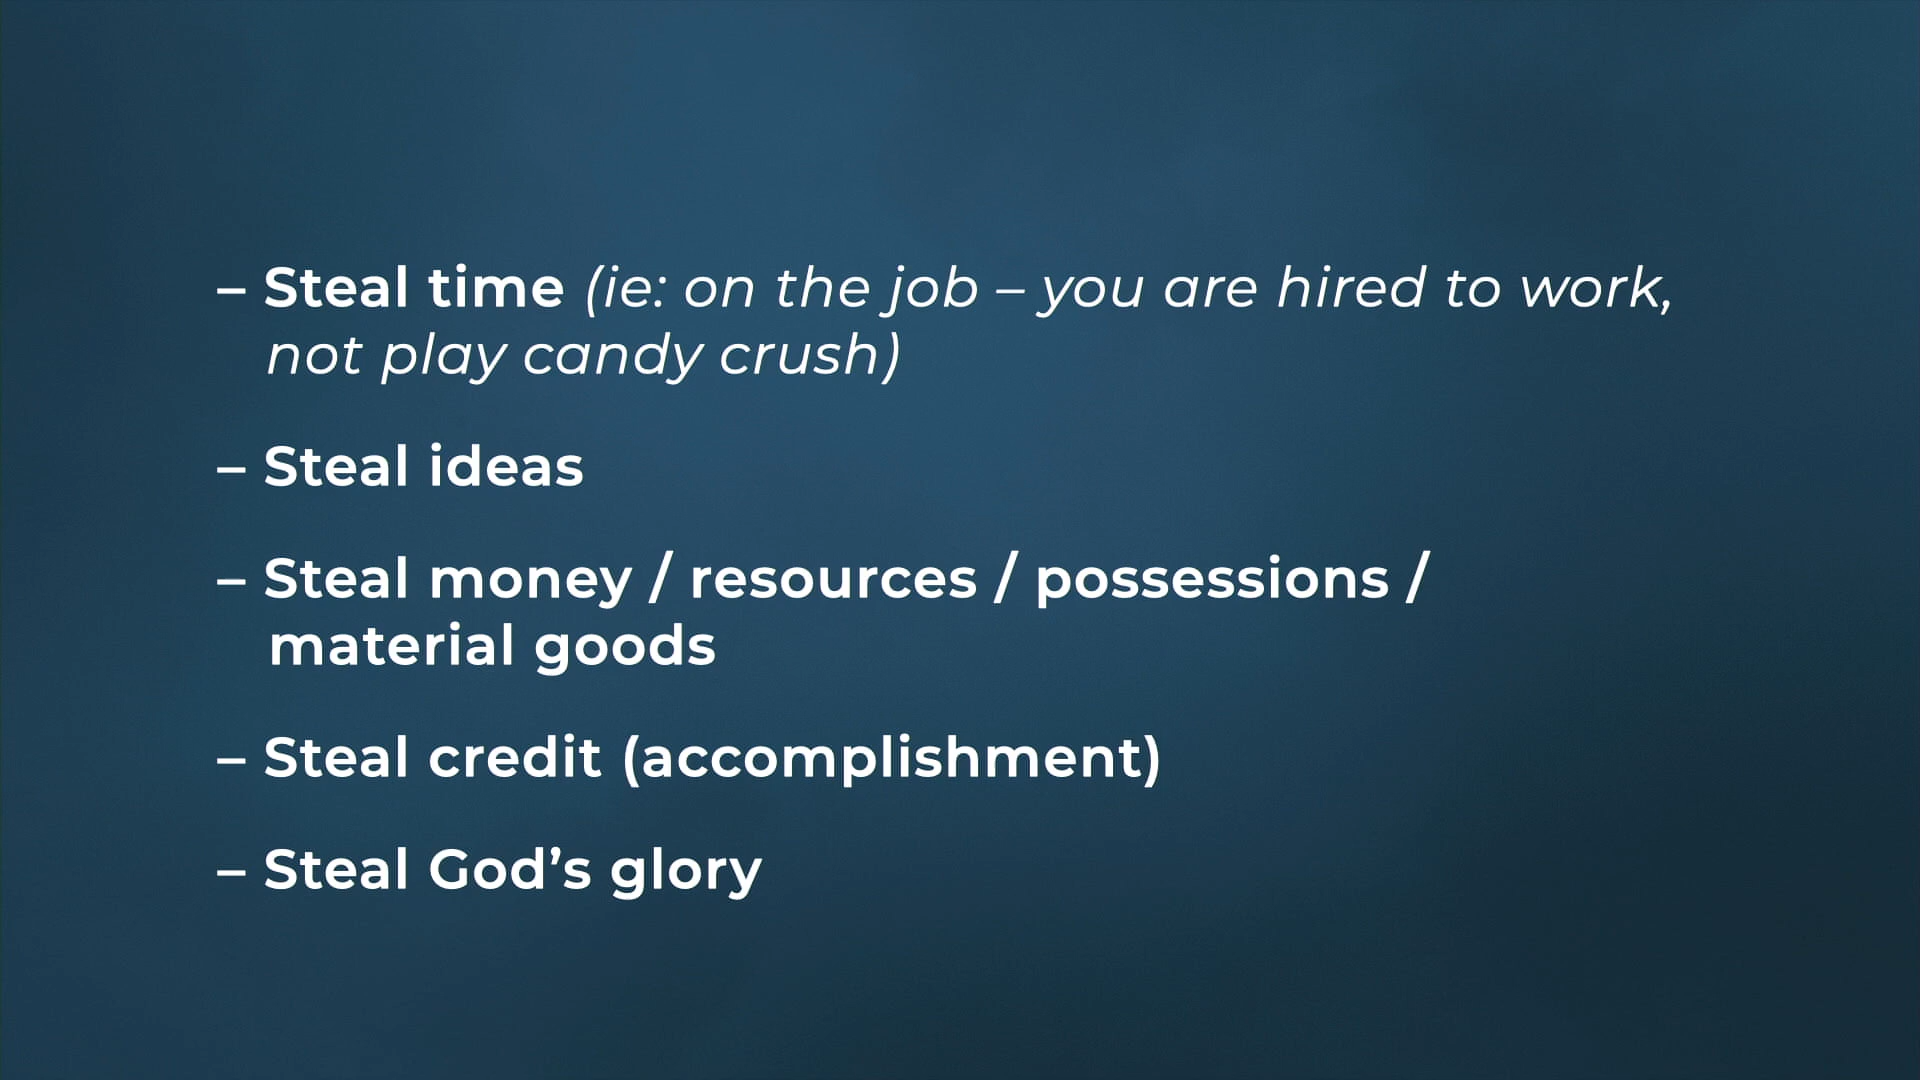 – Steal time (ie: on the job – you are hired to work,
not play candy crush)
– Steal ideas
– Steal money / resources / possessions /
material goods
– Steal credit (accomplishment)
– Steal God’s glory